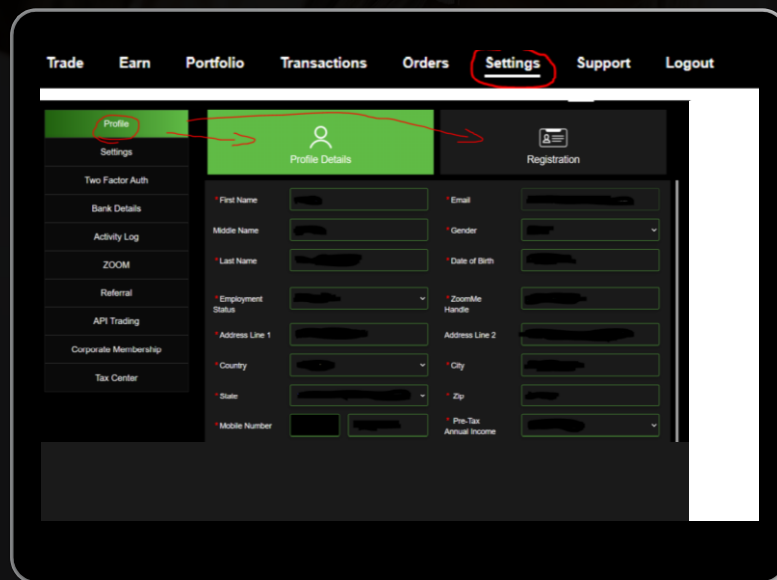 Trade Earn Portfolio Transactions Orders Settings Support Logout
Profile
Settings
Two Factor Auth
Bank Details
Activity Log
ZOOM
Referral
API Trading
Corporate Membership
Tax Center
Profile Details Registration
* First Name * Email
Middle Name * Gender
* Last Name * Date of Birth
* Employment Status * ZoomMe Handle
* Address Line 1 Address Line 2
* Country * City
* State * Zip
* Mobile Number * Pre-Tax Annual Income